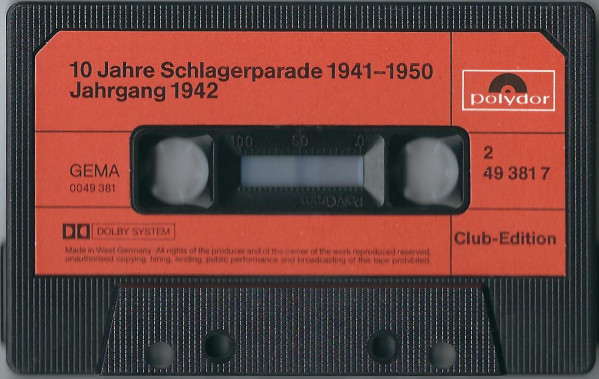 10 Jahre Schlagerparade 1941–1950
Jahrgang 1942
polydor
100 50 0
GEMA
0049 381
2
49 381 7
PolyGram
DOLBY SYSTEM
Club-Edition
Made in West Germany · All rights of the producer and of the owner of the work reproduced reserved,
unauthorised copying, hiring, lending, public performance and broadcasting of this tape prohibited.